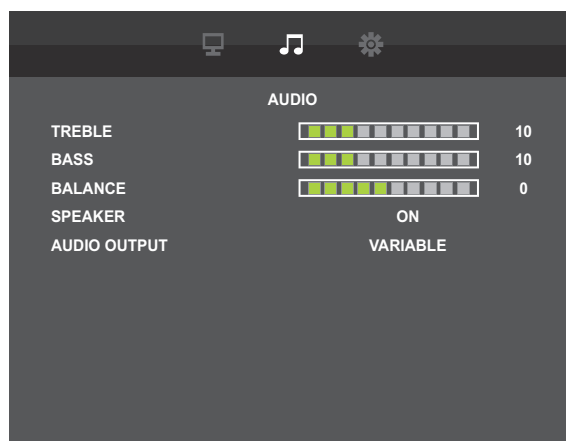 AUDIO
TREBLE 10
BASS 10
BALANCE 0
SPEAKER ON
AUDIO OUTPUT VARIABLE